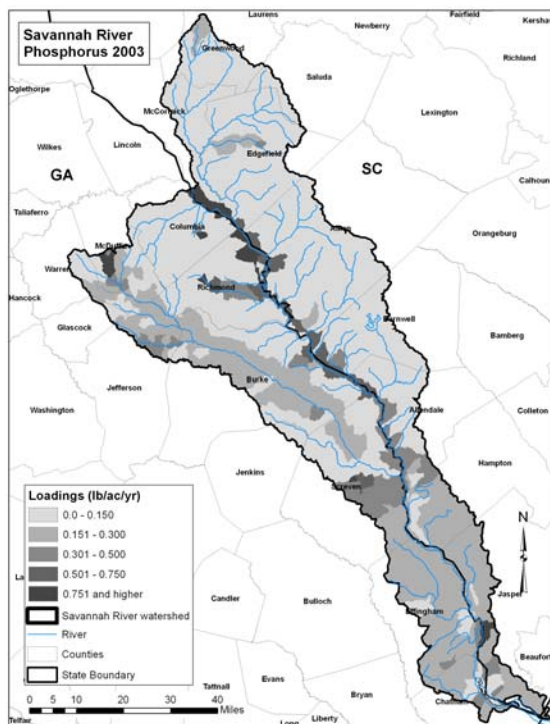 Savannah River
Phosphorus 2003
Laurens
Fairfield
Newberry
Kershaw
Greenwood
Richland
Saluda
Oglethorpe
McCormack
Lexington
Lincoln
Wilkes
Edgefield
GA
SC
Calhoun
Taliaferro
Columbia
Aiken
Orangeburg
McDuffie
Warren
Richmond
Hancock
Barnwell
Glascock
Bamberg
Jefferson
Burke
Washington
Allendale
Colleton
Jenkins
Hampton
Screven
Loadings (lb/ac/yr)
0.0 - 0.150
0.151 - 0.300
0.301 - 0.500
0.501 - 0.750
0.751 and higher
Savannah River watershed
River
Counties
State Boundary
N
Candler
Bulloch
Effingham
Jasper
Beaufort
0 5 10 20 30 40
Miles
Tattnall
Evans
Bryan
Chatham
Telfair
Long
Liberty